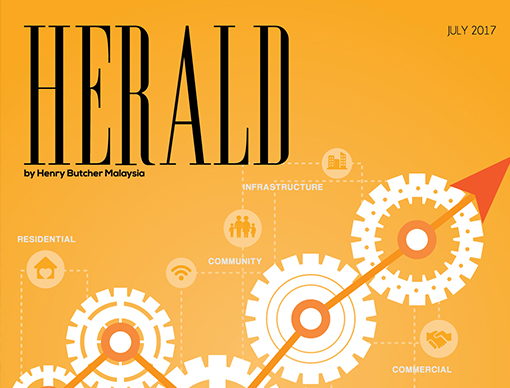 HERALD
JULY 2017
by Henry Butcher Malaysia
INFRASTRUCTURE
RESIDENTIAL
COMMUNITY
COMMERCIAL